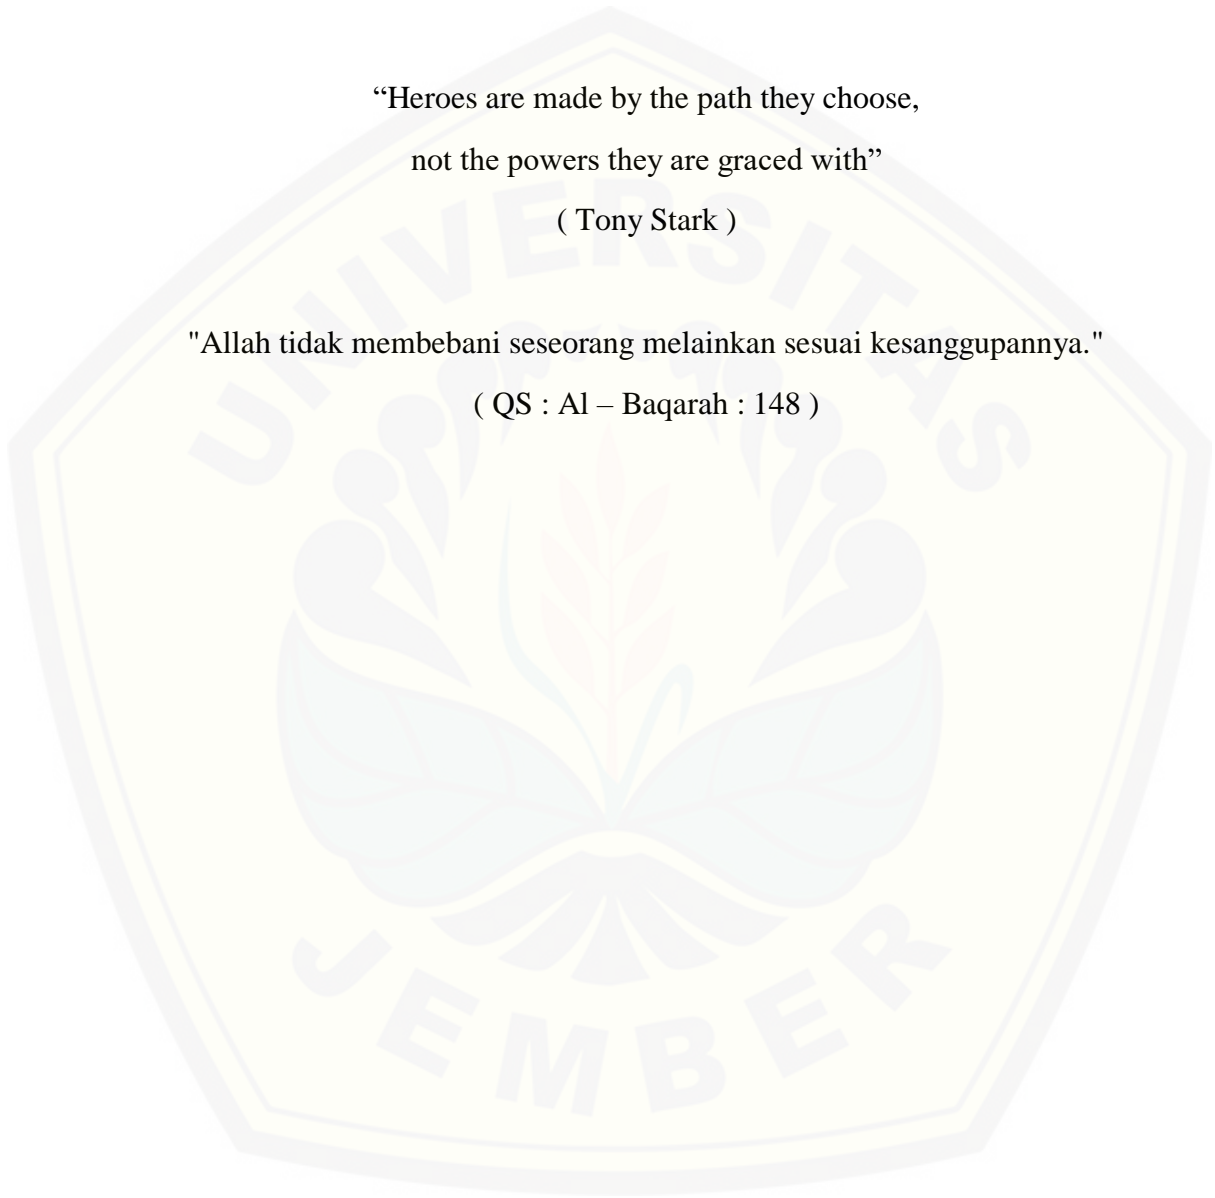 “Heroes are made by the path they choose,
not the powers they are graced with”
( Tony Stark )
"Allah tidak membebani seseorang melainkan sesuai kesanggupannya."
( QS : Al – Baqarah : 148 )
UNIVERSITAS
JEMBER